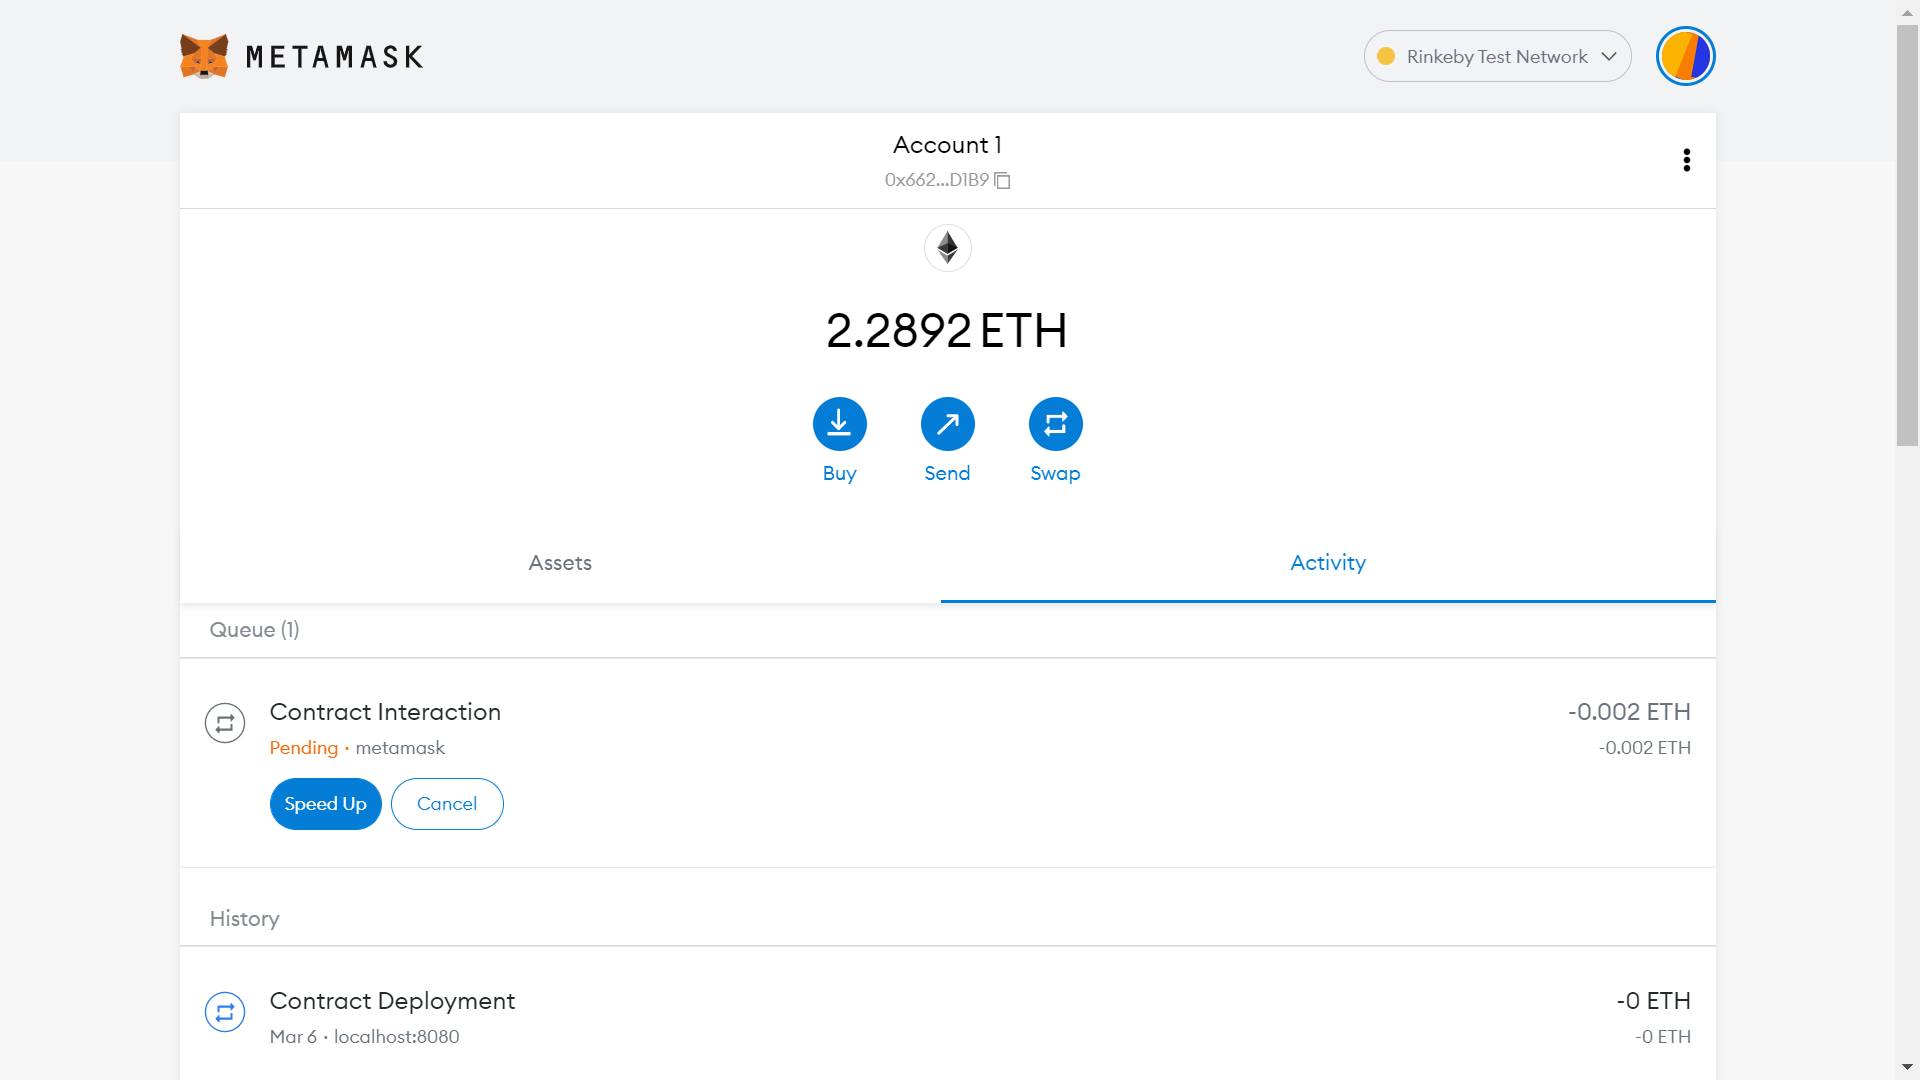 METAMASK
Rinkeby Test Network
Account 1
0x662...D1B9
2.2892 ETH
Buy
Send
Swap
Assets
Activity
Queue (1)
Contract Interaction
-0.002 ETH
Pending · metamask
-0.002 ETH
Speed Up
Cancel
History
Contract Deployment
-0 ETH
Mar 6 · localhost:8080
-0 ETH